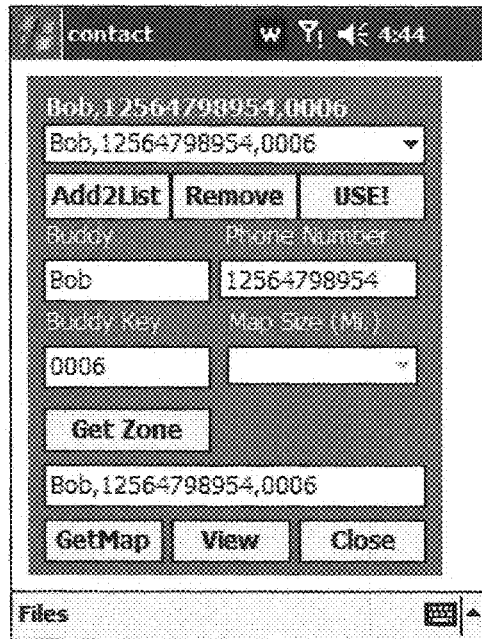 contact W 4:44
Bob,12564798954,0006
Bob,12564798954,0006
Add2List Remove USE!
Buddy Phone Number
Bob 12564798954
Buddy Key Map Size (Mi.)
0006
Get Zone
Bob,12564798954,0006
GetMap View Close
Files